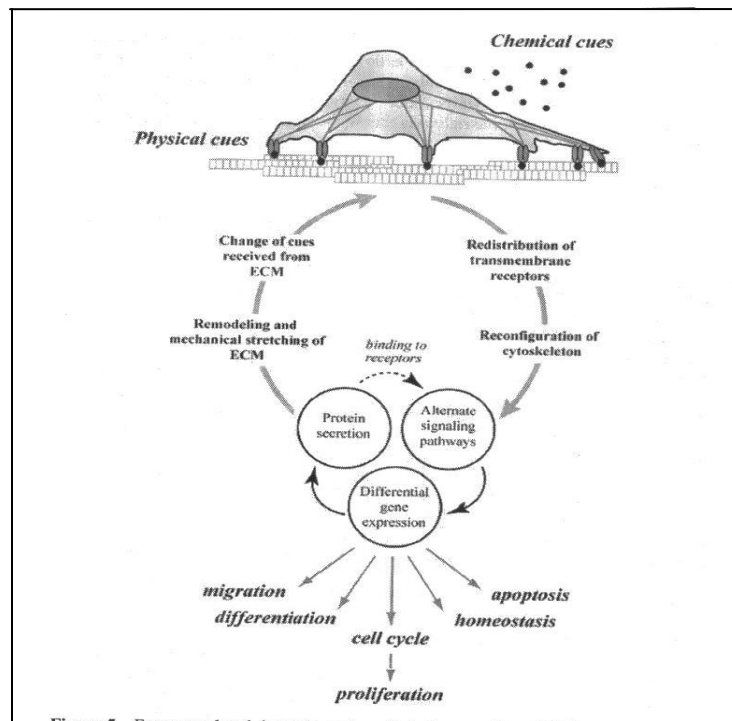 Chemical cues
Physical cues
Change of cues
received from
ECM
Redistribution of
transmembrane
receptors
Remodeling and
mechanical stretching of
ECM
Reconfiguration of
cytoskeleton
binding to
receptors
Protein
secretion
Alternate
signaling
pathways
Differential
gene
expression
migration
apoptosis
differentiation
homeostasis
cell cycle
proliferation